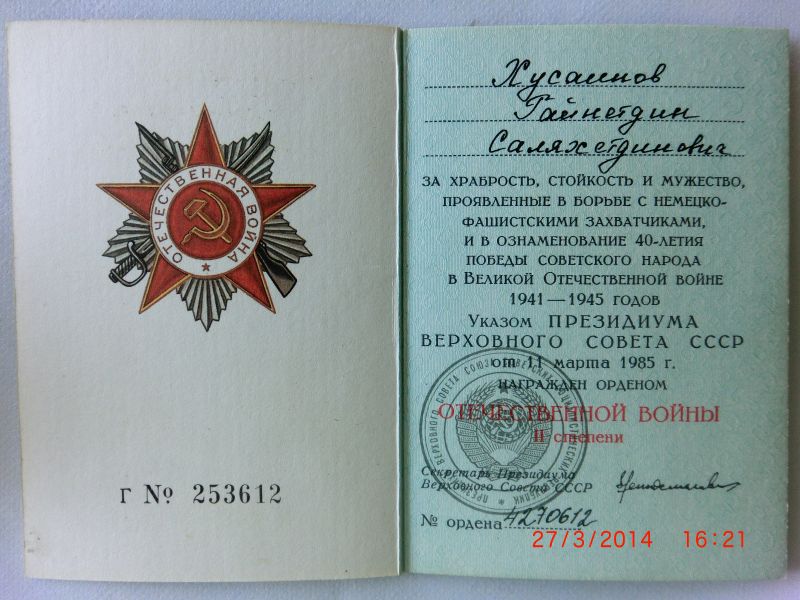 ОТЕЧЕСТВЕННАЯ ВОЙНА
Г № 253612
Хусаинов
Гайнетдин
Саляхетдинович
ЗА ХРАБРОСТЬ, СТОЙКОСТЬ И МУЖЕСТВО,
ПРОЯВЛЕННЫЕ В БОРЬБЕ С НЕМЕЦКО-
ФАШИСТСКИМИ ЗАХВАТЧИКАМИ,
И В ОЗНАМЕНОВАНИЕ 40-ЛЕТИЯ
ПОБЕДЫ СОВЕТСКОГО НАРОДА
В ВЕЛИКОЙ ОТЕЧЕСТВЕННОЙ ВОЙНЕ
1941—1945 ГОДОВ
УКАЗОМ ПРЕЗИДИУМА
ВЕРХОВНОГО СОВЕТА СССР
от 11 марта 1985 г.
НАГРАЖДЕН ОРДЕНОМ
ОТЕЧЕСТВЕННОЙ ВОЙНЫ
II степени
Секретарь Президиума
Верховного Совета СССР
№ ордена 4270612
27/3/2014 16:21